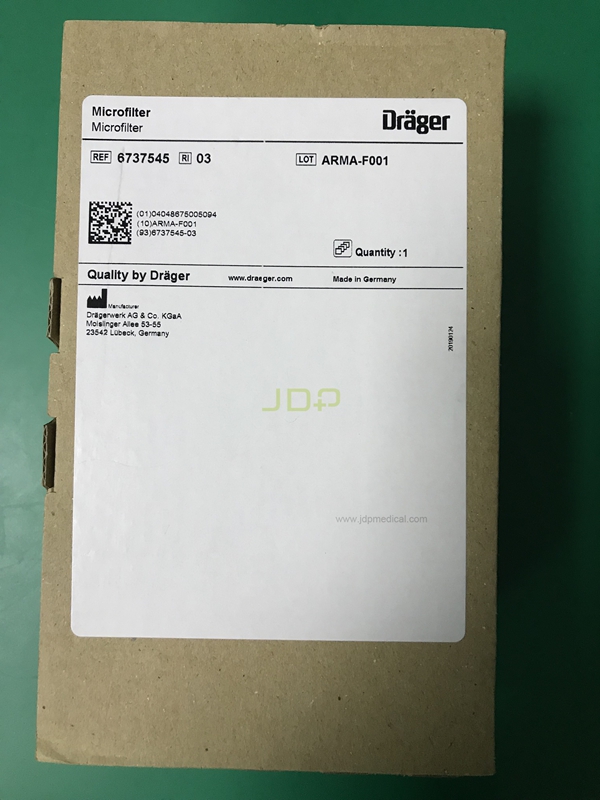 Microfilter
Microfilter
Dräger
REF 6737545 RI 03
LOT ARMA-F001
(01)04048675005094
(10)ARMA-F001
(93)6737545-03
Quantity :1
Quality by Dräger www.draeger.com Made in Germany
Manufacturer
Drägerwerk AG & Co. KGaA
Moislinger Allee 53-55
23542 Lübeck, Germany
20190124
JDP
www.jdpmedical.com